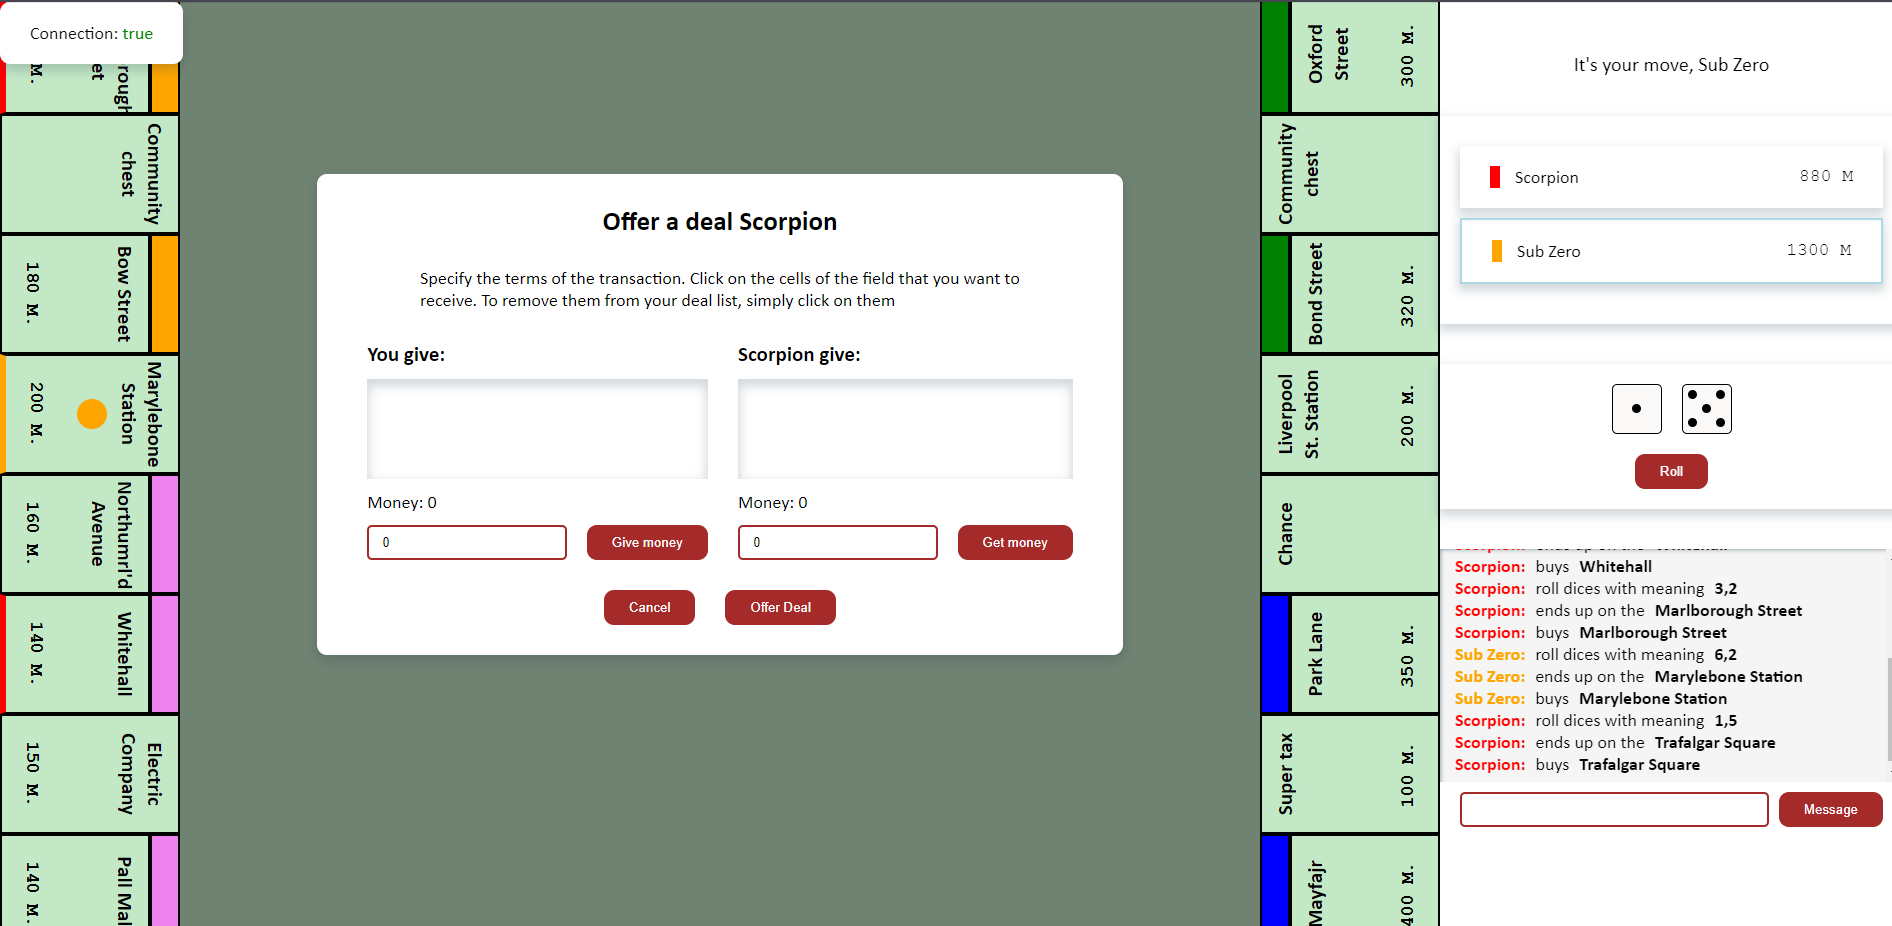 Connection: true
M.
et
rough
Community
chest
Bow Street
180 M.
Marylebone
Station
200 M.
Northumrl'd
Avenue
160 M.
Whitehall
140 M.
Electric
Company
150 M.
Pall Mal
140 M.
Offer a deal Scorpion
Specify the terms of the transaction. Click on the cells of the field that you want to
receive. To remove them from your deal list, simply click on them
You give:
Scorpion give:
Money: 0
Money: 0
0
Give money
0
Get money
Cancel
Offer Deal
Oxford
Street
300 M.
Community
chest
Bond Street
320 M.
Liverpool
St. Station
200 M.
Chance
Park Lane
350 M.
Super tax
100 M.
Mayfajr
400 M.
It's your move, Sub Zero
Scorpion 880 M
Sub Zero 1300 M
Roll
Scorpion: ends up on the Whitehall
Scorpion: buys Whitehall
Scorpion: roll dices with meaning 3,2
Scorpion: ends up on the Marlborough Street
Scorpion: buys Marlborough Street
Sub Zero: roll dices with meaning 6,2
Sub Zero: ends up on the Marylebone Station
Sub Zero: buys Marylebone Station
Scorpion: roll dices with meaning 1,5
Scorpion: ends up on the Trafalgar Square
Scorpion: buys Trafalgar Square
Message